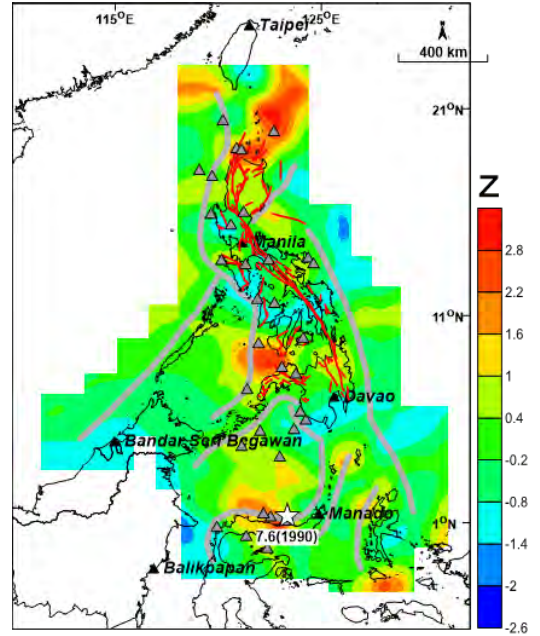 115°E
125°E
Taipei
400 km
21°N
Z
Manila
2.8
2.2
1.6
11°N
1
0.4
Davao
-0.2
Bandar Seri Begawan
-0.8
-1.4
Manado
1°N
7.6(1990)
-2
Balikpapan
-2.6
N